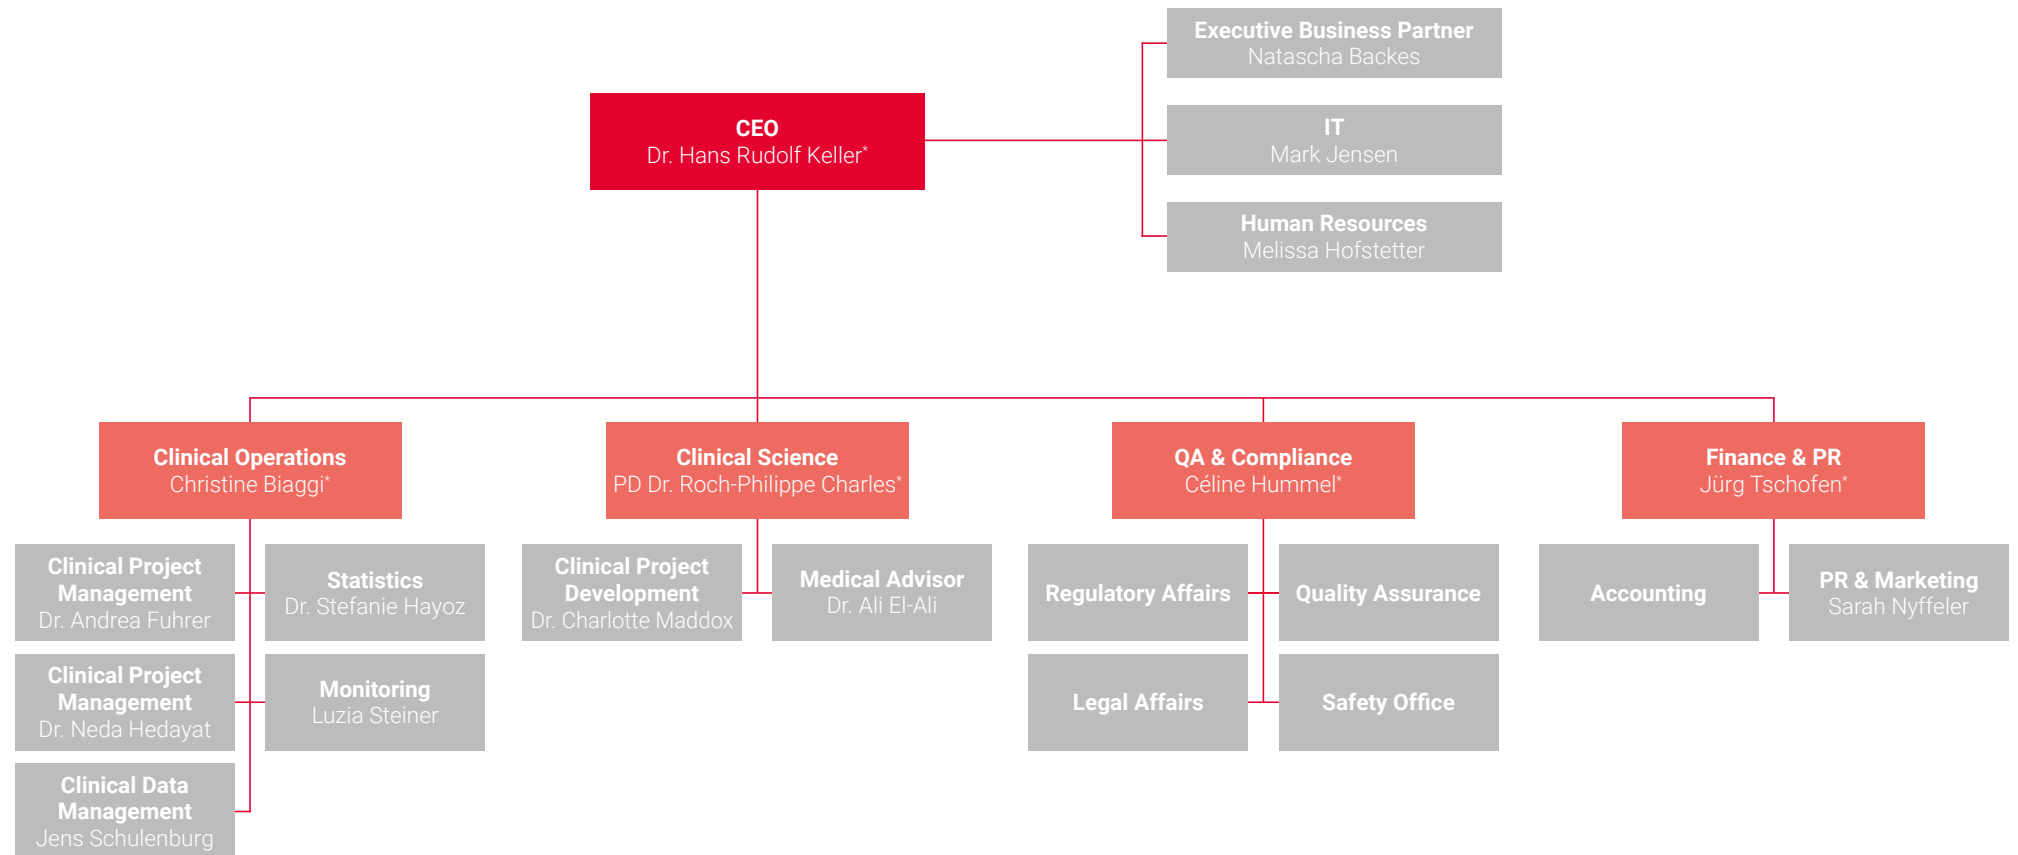 Executive Business Partner
Natascha Backes
CEO
Dr. Hans Rudolf Keller*
IT
Mark Jensen
Human Resources
Melissa Hofstetter
Clinical Operations
Christine Biaggi*
Clinical Science
PD Dr. Roch-Philippe Charles*
QA & Compliance
Céline Hummel*
Finance & PR
Jürg Tschofen*
Clinical Project
Management
Dr. Andrea Fuhrer
Statistics
Dr. Stefanie Hayoz
Clinical Project
Development
Dr. Charlotte Maddox
Medical Advisor
Dr. Ali El-Ali
Regulatory Affairs
Quality Assurance
Accounting
PR & Marketing
Sarah Nyffeler
Clinical Project
Management
Dr. Neda Hedayat
Monitoring
Luzia Steiner
Legal Affairs
Safety Office
Clinical Data
Management
Jens Schulenburg